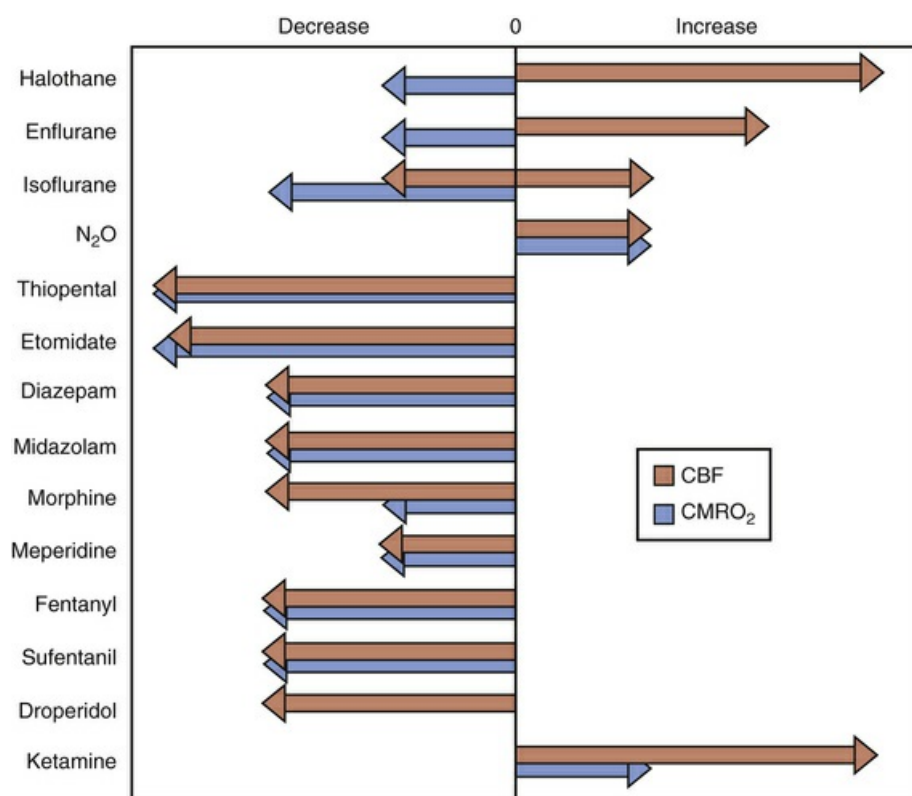 Decrease 0 Increase
Halothane
Enflurane
Isoflurane
N₂O
Thiopental
Etomidate
Diazepam
Midazolam
Morphine
Meperidine
Fentanyl
Sufentanil
Droperidol
Ketamine
CBF
CMRO₂